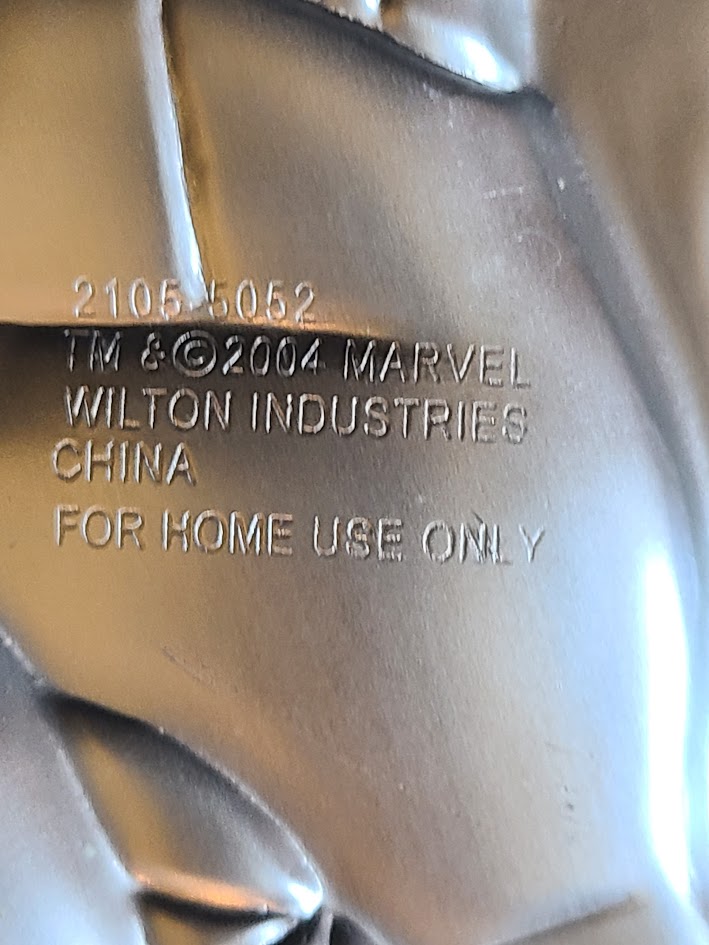 2105-5052
TM & ©2004 MARVEL
WILTON INDUSTRIES
CHINA
FOR HOME USE ONLY